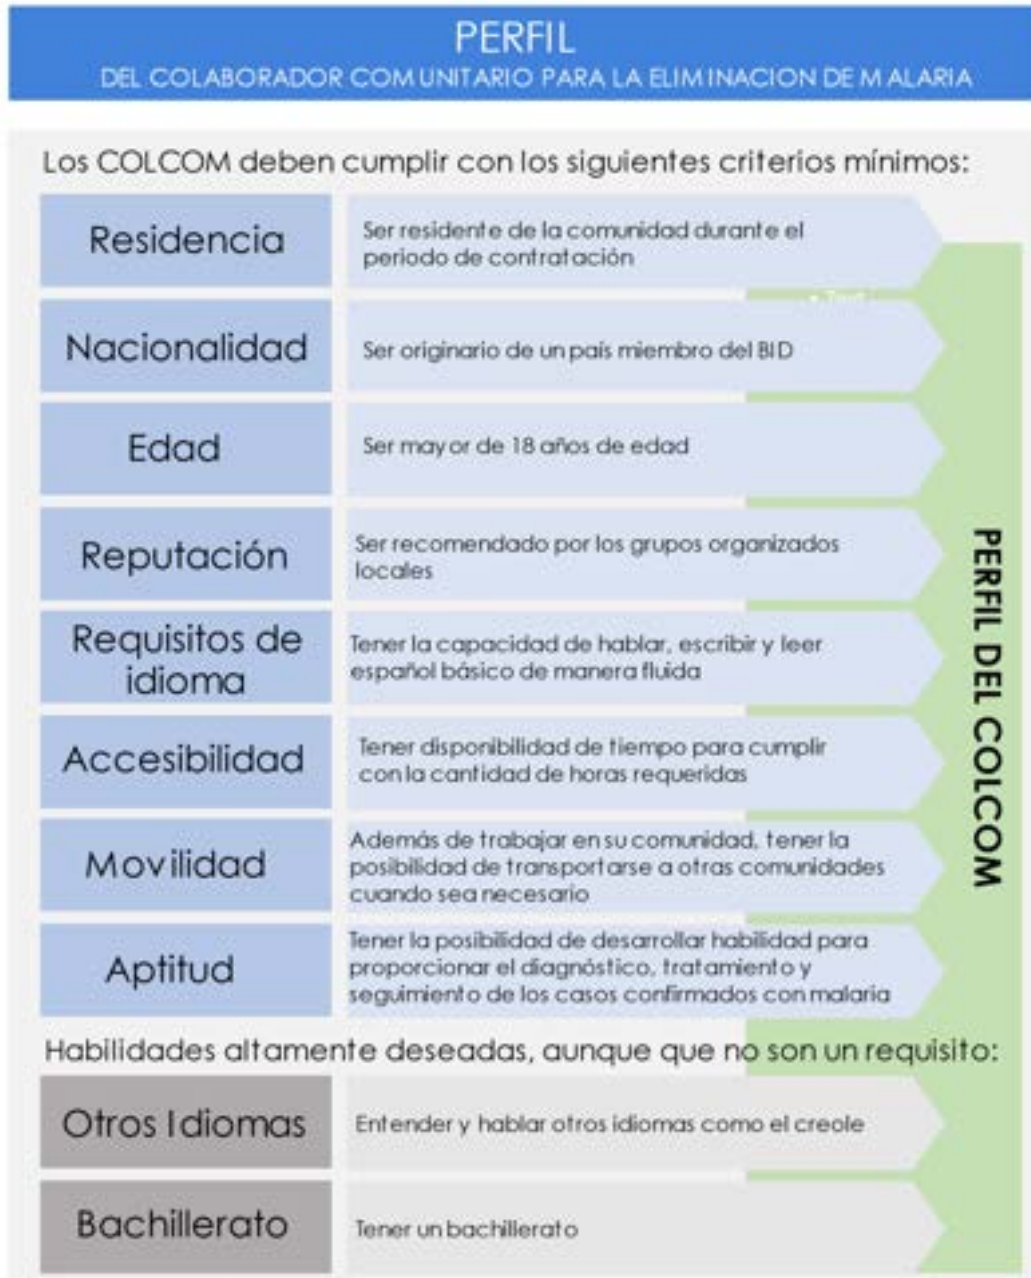 PERFIL
DEL COLABORADOR COMUNITARIO PARA LA ELIMINACION DE MALARIA
Los COLCOM deben cumplir con los siguientes criterios mínimos:
Residencia
Ser residente de la comunidad durante el
periodo de contratación
Nacionalidad
Ser originario de un país miembro del BID
Edad
Ser mayor de 18 años de edad
Reputación
Ser recomendado por los grupos organizados
locales
Requisitos de
idioma
Tener la capacidad de hablar, escribir y leer
español básico de manera fluida
Accesibilidad
Tener disponibilidad de tiempo para cumplir
con la cantidad de horas requeridas
Movilidad
Además de trabajar en su comunidad, tener la
posibilidad de transportarse a otras comunidades
cuando sea necesario
Aptitud
Tener la posibilidad de desarrollar habilidad para
proporcionar el diagnóstico, tratamiento y
seguimiento de los casos confirmados con malaria
Habilidades altamente deseadas, aunque que no son un requisito:
Otros Idiomas
Entender y hablar otros idiomas como el creole
Bachillerato
Tener un bachillerato
PERFIL DEL COLCOM